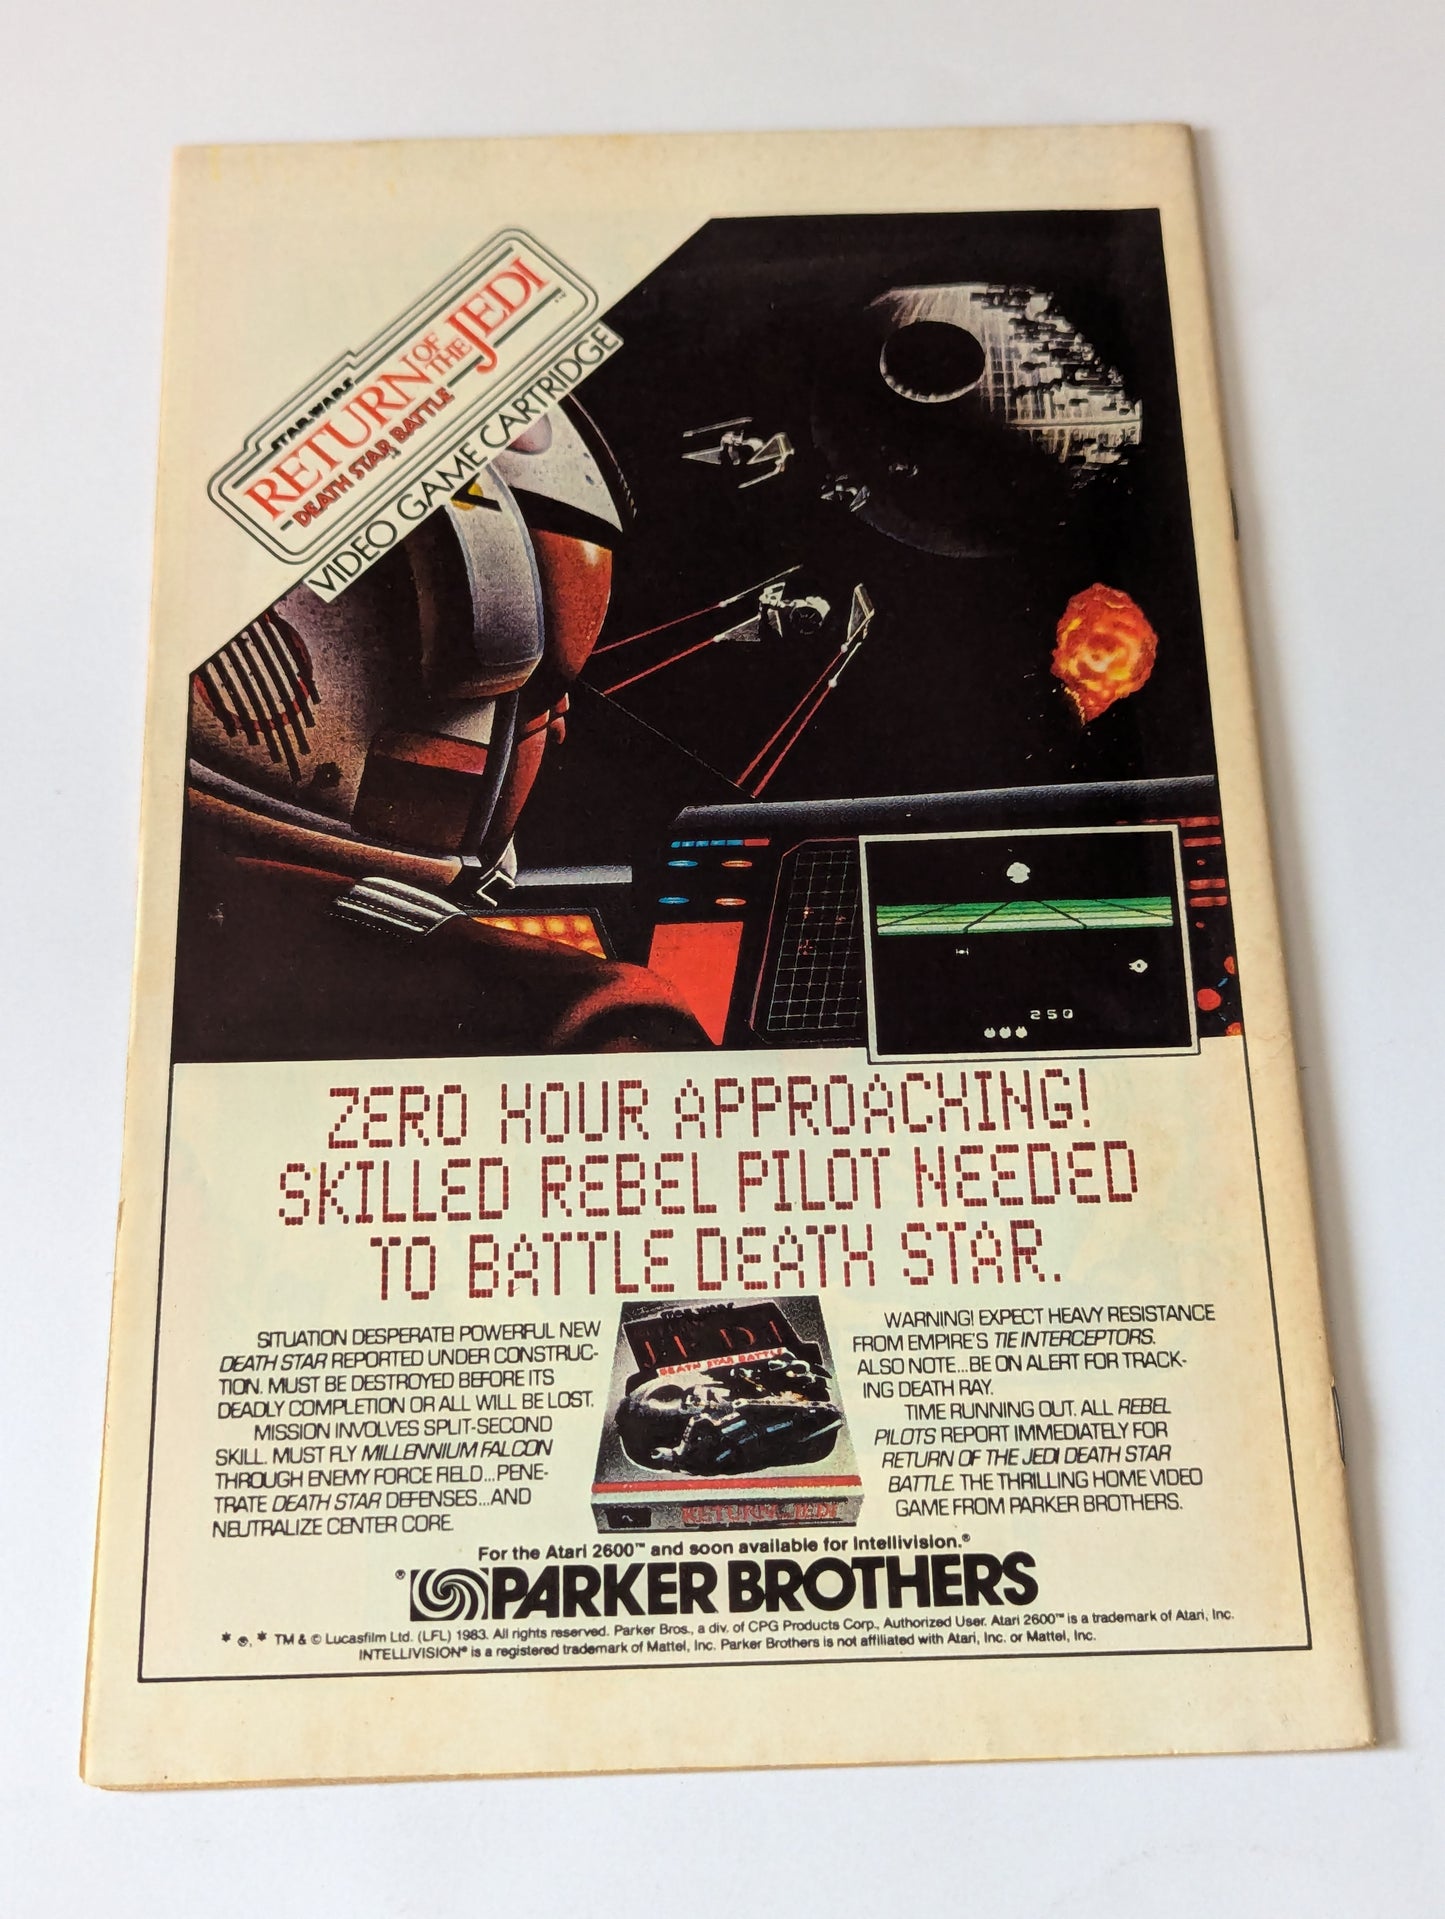 STAR WARS
RETURN OF THE JEDI
DEATH STAR BATTLE
VIDEO GAME CARTRIDGE
250
ZERO HOUR APPROACHING!
SKILLED REBEL PILOT NEEDED
TO BATTLE DEATH STAR.
SITUATION DESPERATE! POWERFUL NEW
DEATH STAR REPORTED UNDER CONSTRUC-
TION. MUST BE DESTROYED BEFORE ITS
DEADLY COMPLETION OR ALL WILL BE LOST.
MISSION INVOLVES SPLIT-SECOND
SKILL. MUST FLY MILLENNIUM FALCON
THROUGH ENEMY FORCE FIELD...PENE-
TRATE DEATH STAR DEFENSES...AND
NEUTRALIZE CENTER CORE.
STAR WARS
JEDI
DEATH STAR BATTLE
RETURN OF THE JEDI
WARNING! EXPECT HEAVY RESISTANCE
FROM EMPIRE'S TIE INTERCEPTORS.
ALSO NOTE...BE ON ALERT FOR TRACK-
ING DEATH RAY.
TIME RUNNING OUT. ALL REBEL
PILOTS REPORT IMMEDIATELY FOR
RETURN OF THE JEDI DEATH STAR
BATTLE. THE THRILLING HOME VIDEO
GAME FROM PARKER BROTHERS.
For the Atari 2600™ and soon available for Intellivision.®
® PARKER BROTHERS
* ®, * TM & © Lucasfilm Ltd. (LFL) 1983. All rights reserved. Parker Bros., a div. of CPG Products Corp., Authorized User. Atari 2600™ is a trademark of Atari, Inc.
INTELLIVISION® is a registered trademark of Mattel, Inc. Parker Brothers is not affiliated with Atari, Inc. or Mattel, Inc.